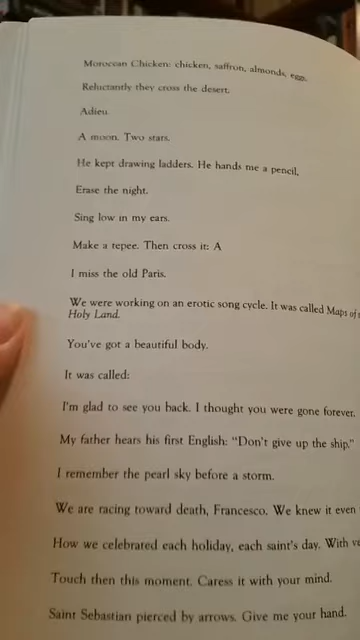 Moroccan Chicken: chicken, saffron, almonds, egg.
Reluctantly they cross the desert.
Adieu.
A moon. Two stars.
He kept drawing ladders. He hands me a pencil,
Erase the night.
Sing low in my ears.
Make a tepee. Then cross it: A
I miss the old Paris.
We were working on an erotic song cycle. It was called Maps of
Holy Land.
You've got a beautiful body.
It was called:
I'm glad to see you back. I thought you were gone forever.
My father hears his first English: "Don't give up the ship."
I remember the pearl sky before a storm.
We are racing toward death, Francesco. We knew it even
How we celebrated each holiday, each saint's day. With
Touch then this moment. Caress it with your mind.
Saint Sebastian pierced by arrows. Give me your hand.